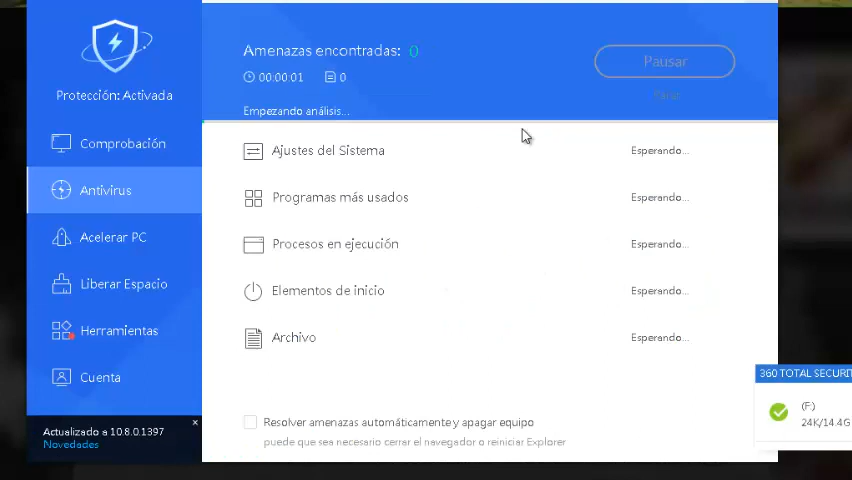 Protección: Activada
Comprobación
Antivirus
Acelerar PC
Liberar Espacio
Herramientas
Cuenta
Actualizado a 10.8.0.1397
Novedades
Amenazas encontradas: 0
00:00:01 0
Empezando análisis...
Pausar
Ajustes del Sistema Esperando...
Programas más usados Esperando...
Procesos en ejecución Esperando...
Elementos de inicio Esperando...
Archivo Esperando...
Resolver amenazas automáticamente y apagar equipo
puede que sea necesario cerrar el navegador o reiniciar Explorer
360 TOTAL SECURI
(F:)
24K/14.4G